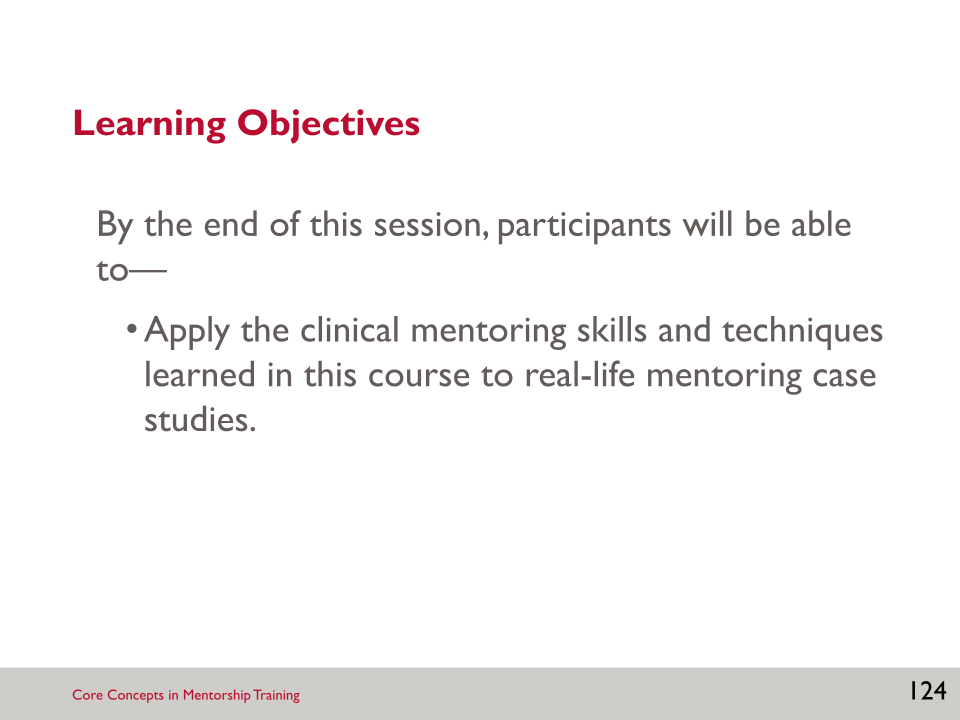 Learning Objectives
By the end of this session, participants will be able
to—
• Apply the clinical mentoring skills and techniques
learned in this course to real-life mentoring case
studies.
Core Concepts in Mentorship Training
124